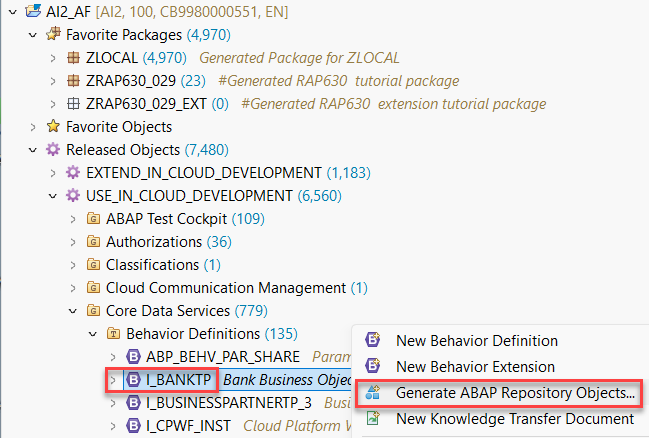 AI2_AF [AI2, 100, CB9980000551, EN]
Favorite Packages (4,970)
ZLOCAL (4,970) Generated Package for ZLOCAL
ZRAP630_029 (23) #Generated RAP630 tutorial package
ZRAP630_029_EXT (0) #Generated RAP630 extension tutorial package
Favorite Objects
Released Objects (7,480)
EXTEND_IN_CLOUD_DEVELOPMENT (1,183)
USE_IN_CLOUD_DEVELOPMENT (6,560)
ABAP Test Cockpit (109)
Authorizations (36)
Classifications (1)
Cloud Communication Management (1)
Core Data Services (779)
Behavior Definitions (135)
ABP_BEHV_PAR_SHARE Param
I_BANKTP Bank Business Objec
I_BUSINESSPARTNERTP_3 Busi
I_CPWF_INST Cloud Platform W
New Behavior Definition
New Behavior Extension
Generate ABAP Repository Objects...
New Knowledge Transfer Document